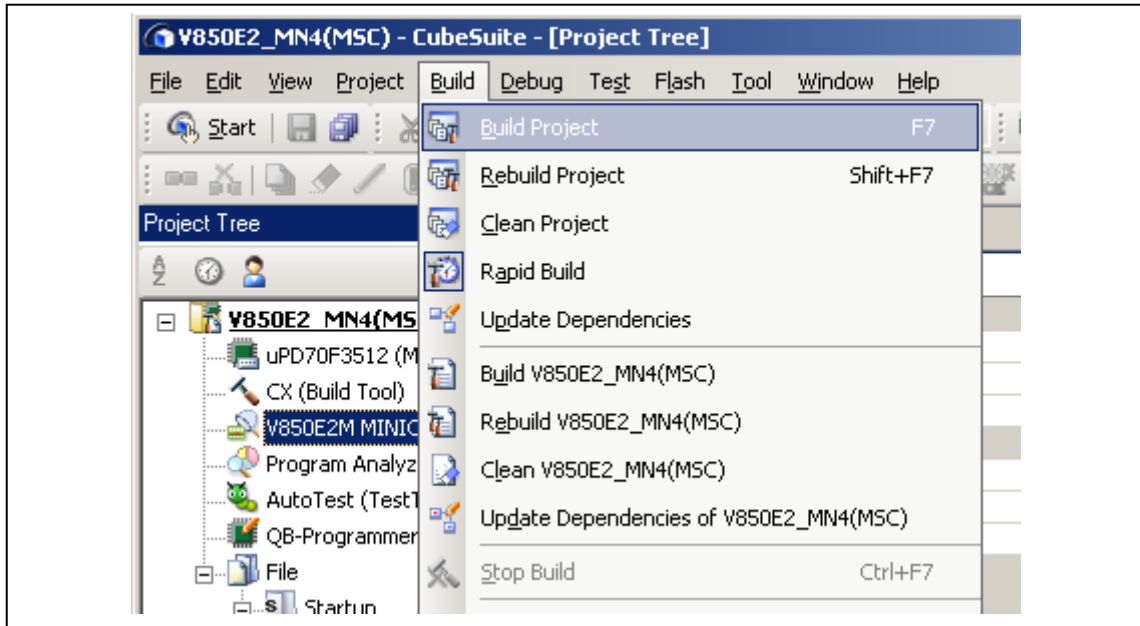 V850E2_MN4(MSC) - CubeSuite - [Project Tree]
File Edit View Project Build Debug Test Flash Tool Window Help
Start
Build Project F7
Rebuild Project Shift+F7
Project Tree
Clean Project
Rapid Build
V850E2_MN4(MS
Update Dependencies
uPD70F3512 (M
Build V850E2_MN4(MSC)
CX (Build Tool)
V850E2M MINIC
Rebuild V850E2_MN4(MSC)
Program Analyz
Clean V850E2_MN4(MSC)
AutoTest (Test
Update Dependencies of V850E2_MN4(MSC)
QB-Programmer
File
Stop Build Ctrl+F7
Startup